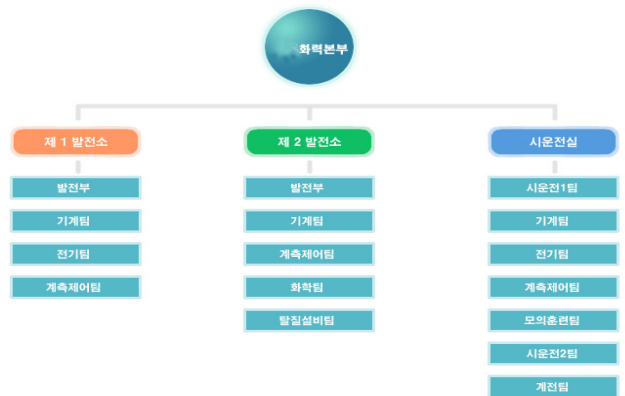 화력본부
제 1 발전소
제 2 발전소
시운전실
발전부
기계팀
전기팀
계측제어팀
발전부
기계팀
계측제어팀
화학팀
탈질설비팀
시운전1팀
기계팀
전기팀
계측제어팀
모의훈련팀
시운전2팀
계전팀